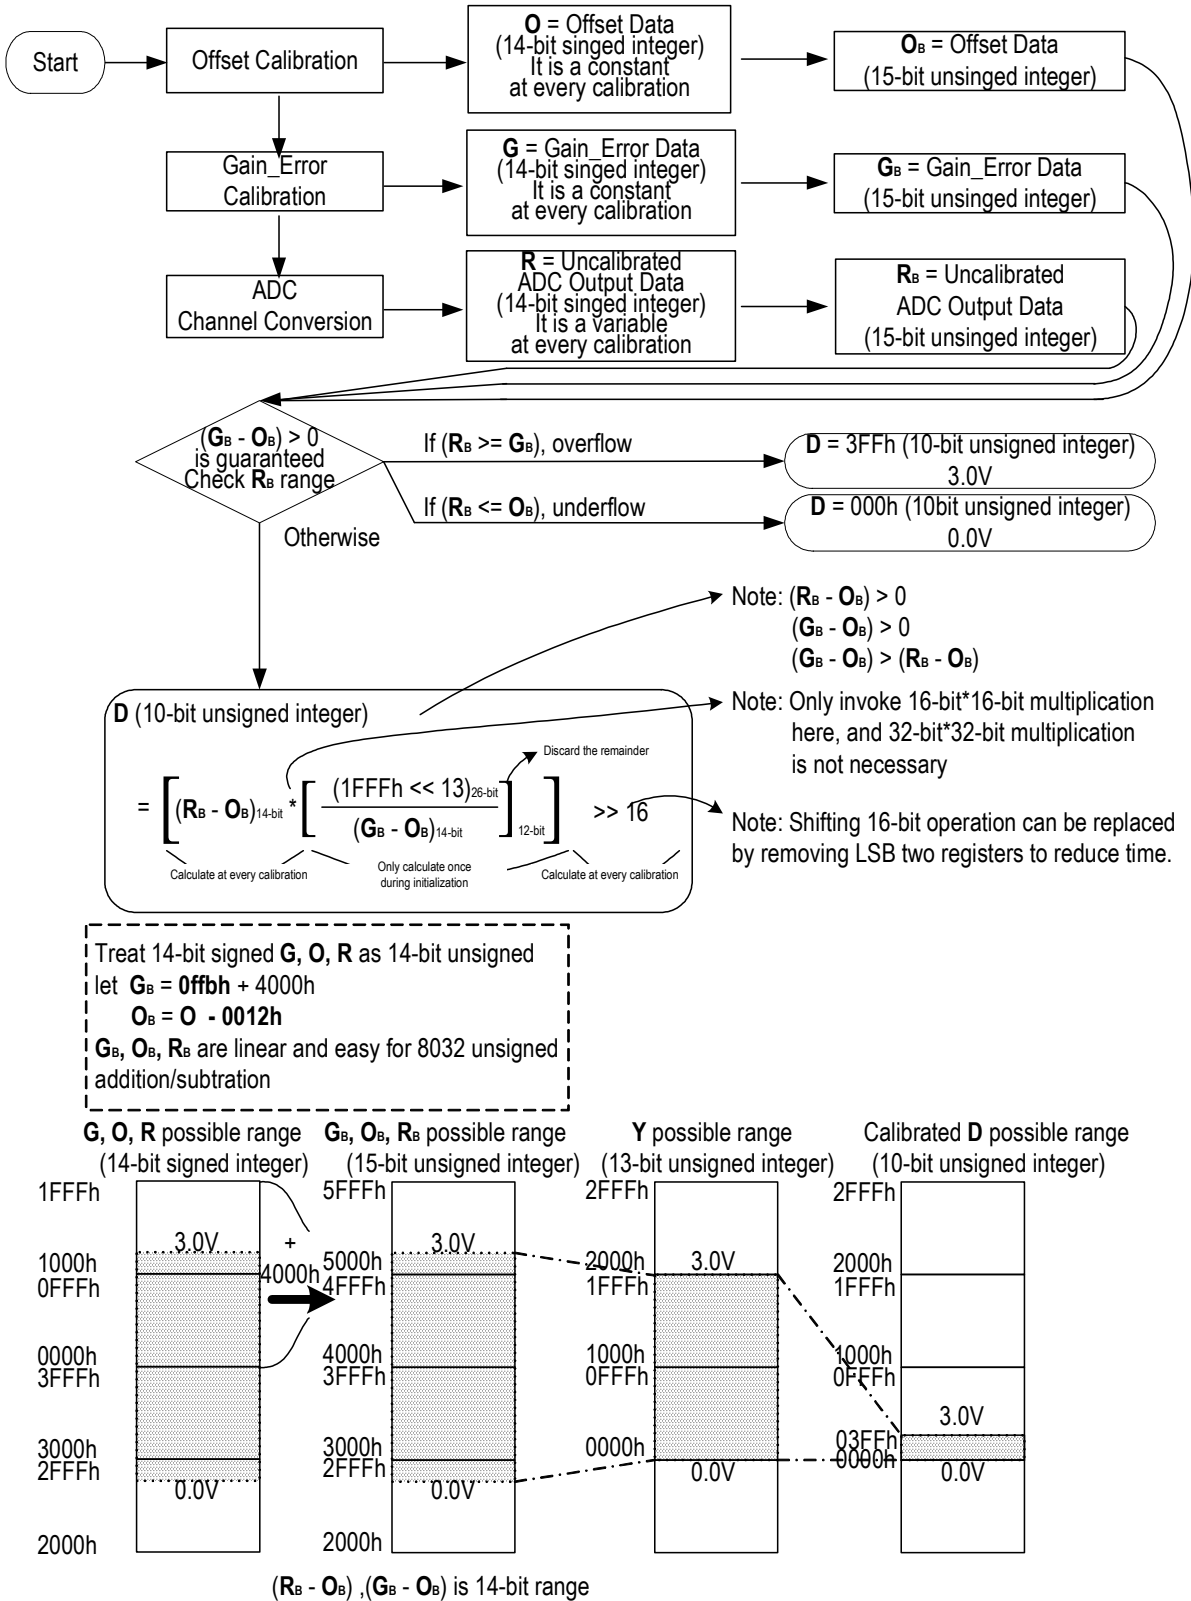 Start
Offset Calibration
O = Offset Data
(14-bit singed integer)
It is a constant
at every calibration
OB = Offset Data
(15-bit unsinged integer)
Gain_Error
Calibration
G = Gain_Error Data
(14-bit singed integer)
It is a constant
at every calibration
GB = Gain_Error Data
(15-bit unsinged integer)
ADC
Channel Conversion
R = Uncalibrated
ADC Output Data
(14-bit singed integer)
It is a variable
at every calibration
RB = Uncalibrated
ADC Output Data
(15-bit unsinged integer)
(GB - OB) > 0
is guaranteed
Check RB range
If (RB >= GB), overflow
D = 3FFh (10-bit unsigned integer)
3.0V
If (RB <= OB), underflow
D = 000h (10bit unsigned integer)
0.0V
Otherwise
Note: (RB - OB) > 0
(GB - OB) > 0
(GB - OB) > (RB - OB)
D (10-bit unsigned integer)
Note: Only invoke 16-bit*16-bit multiplication
here, and 32-bit*32-bit multiplication
is not necessary
Discard the remainder
= [(RB - OB)14-bit * [(1FFFh << 13)26-bit
(GB - OB)14-bit]12-bit] >> 16
Note: Shifting 16-bit operation can be replaced
by removing LSB two registers to reduce time.
Calculate at every calibration
Only calculate once
during initialization
Calculate at every calibration
Treat 14-bit signed G, O, R as 14-bit unsigned
let GB = 0ffbh + 4000h
OB = O - 0012h
GB, OB, RB are linear and easy for 8032 unsigned
addition/subtration
G, O, R possible range
(14-bit signed integer)
1FFFh
3.0V
1000h
0FFFh
0000h
3FFFh
3000h
2FFFh
0.0V
2000h
+
4000h
GB, OB, RB possible range
(15-bit unsigned integer)
5FFFh
3.0V
5000h
4FFFh
4000h
3FFFh
3000h
2FFFh
0.0V
2000h
Y possible range
(13-bit unsigned integer)
2FFFh
2000h
3.0V
1FFFh
1000h
0FFFh
0000h
0.0V
Calibrated D possible range
(10-bit unsigned integer)
2FFFh
2000h
1FFFh
1000h
0FFFh
3.0V
03FFh
0000h
0.0V
(RB - OB) ,(GB - OB) is 14-bit range